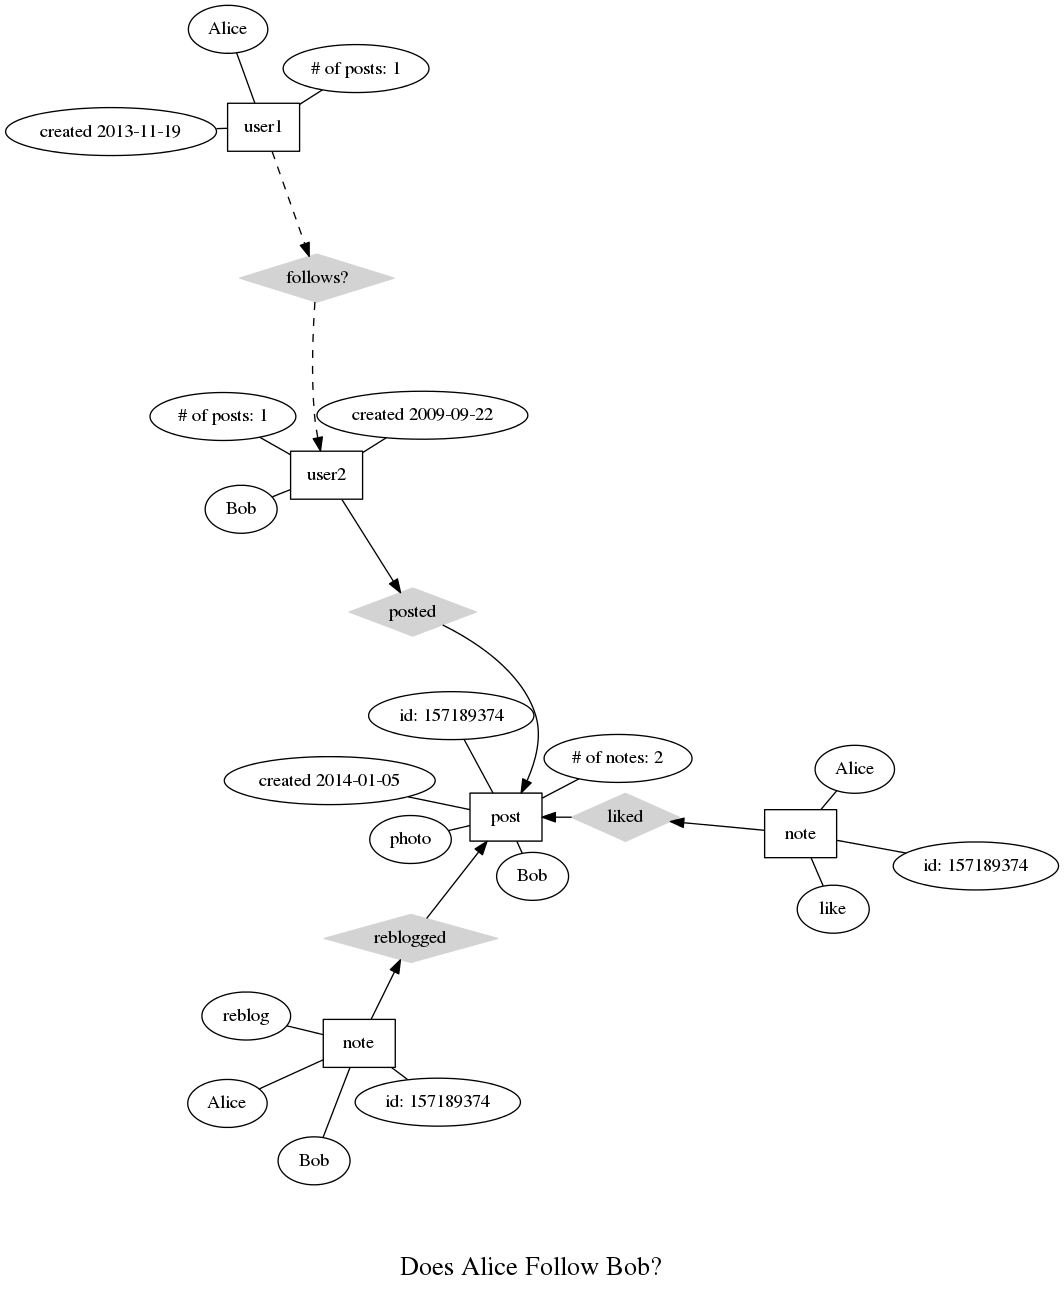 Alice
# of posts: 1
created 2013-11-19
user1
follows?
# of posts: 1
created 2009-09-22
user2
Bob
posted
id: 157189374
# of notes: 2
created 2014-01-05
post
photo
Bob
liked
Alice
note
id: 157189374
like
reblogged
reblog
note
Alice
id: 157189374
Bob
Does Alice Follow Bob?